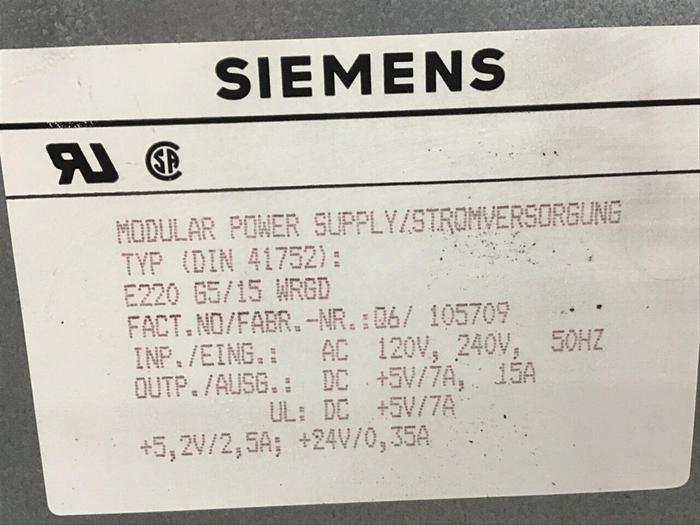 SIEMENS
RU SA
MODULAR POWER SUPPLY/STROMVERSORGUNG
TYP (DIN 41752):
E220 G5/15 WRGD
FACT.NO/FABR.-NR.:Q6/ 105709
INP./EING.: AC 120V, 240V, 50HZ
OUTP./AUSG.: DC +5V/7A, 15A
UL: DC +5V/7A
+5,2V/2,5A; +24V/0,35A